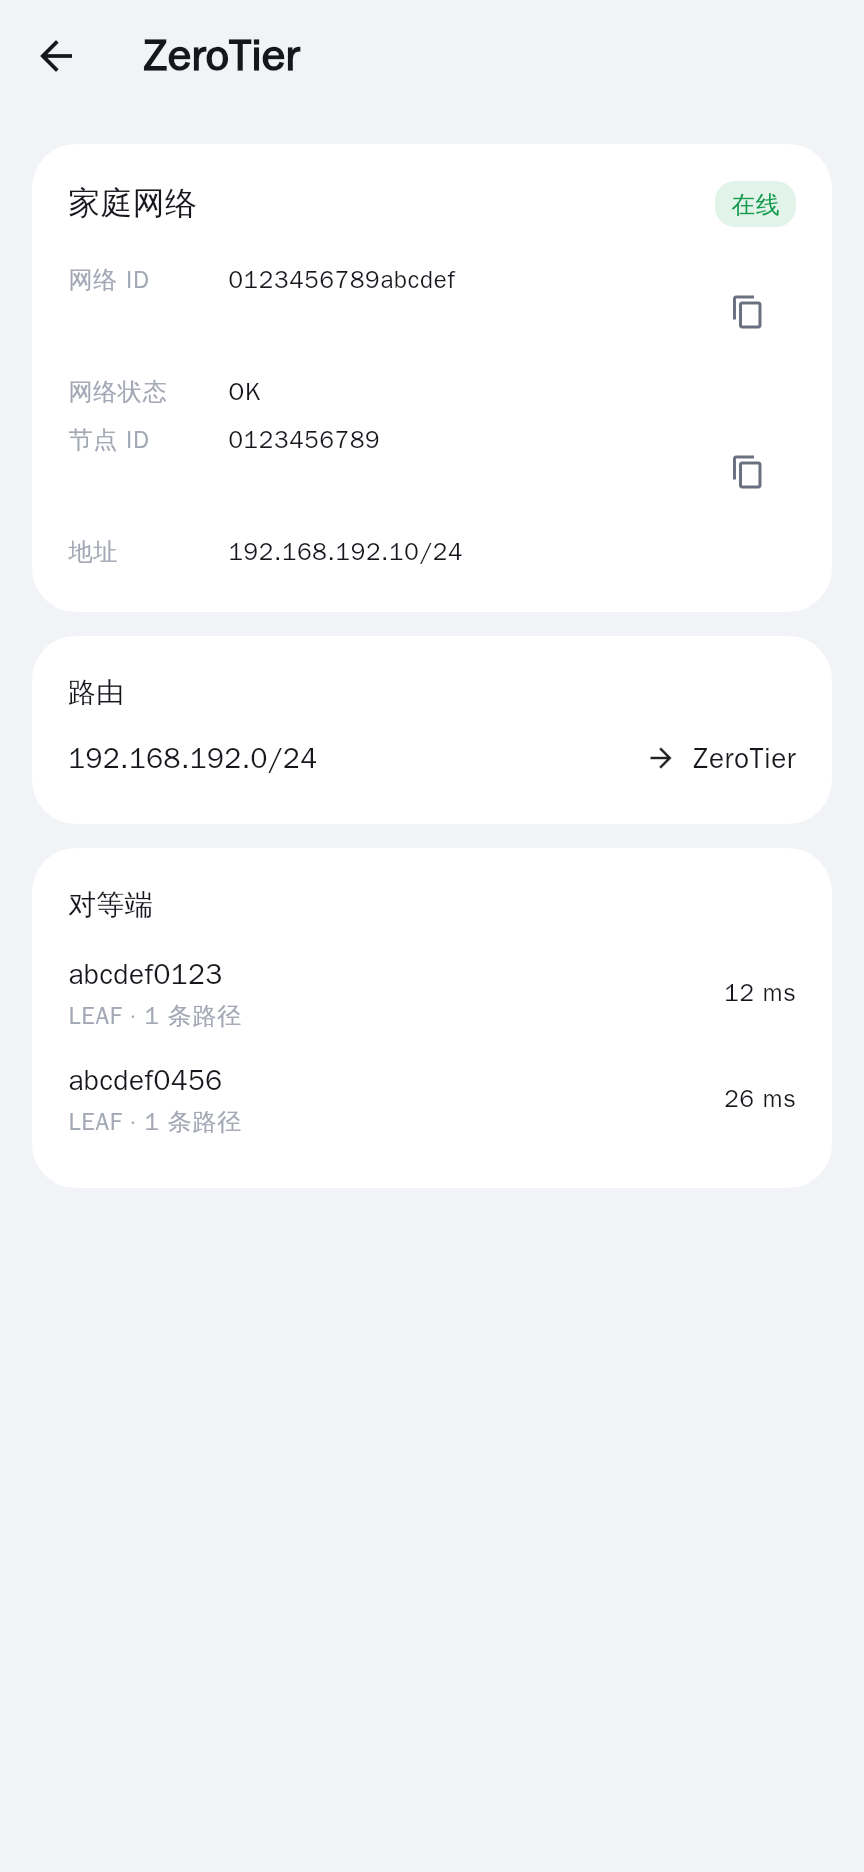 ZeroTier
家庭网络
在线
网络 ID
0123456789abcdef
网络状态
OK
节点 ID
0123456789
地址
192.168.192.10/24
路由
192.168.192.0/24
→ ZeroTier
对等端
abcdef0123
LEAF · 1 条路径
12 ms
abcdef0456
LEAF · 1 条路径
26 ms